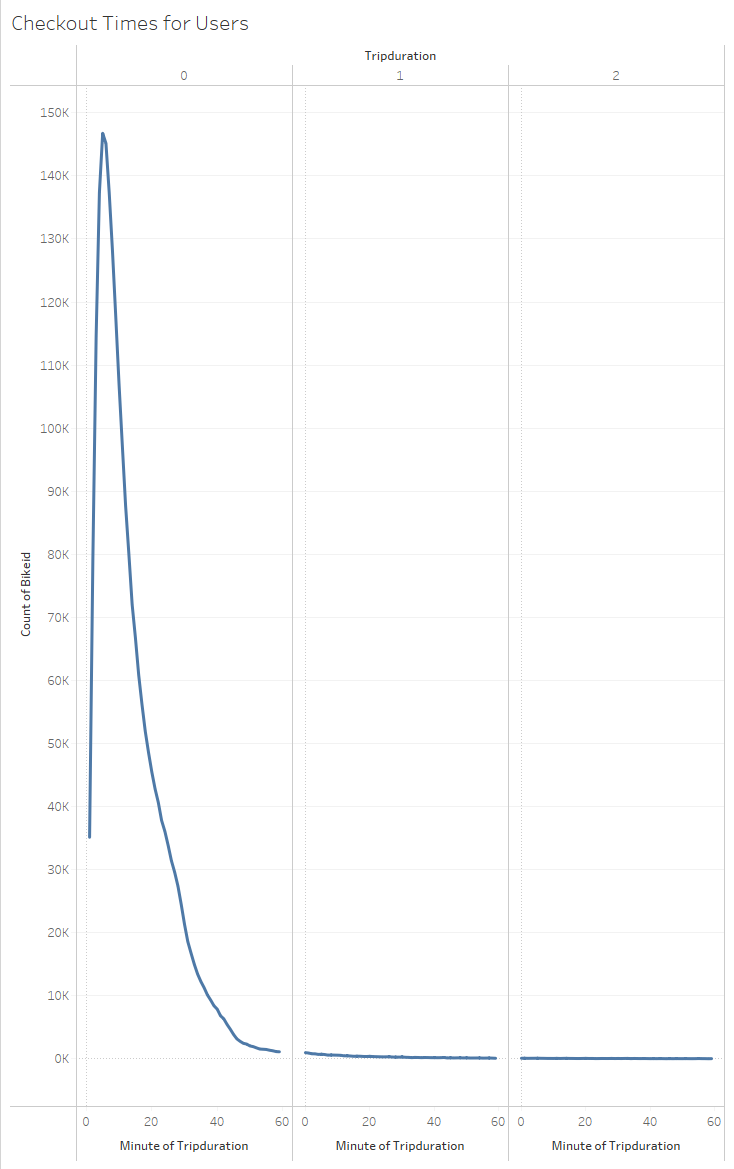 Checkout Times for Users
Tripduration
0 1 2
150K
140K
130K
120K
110K
100K
90K
80K
70K
60K
50K
40K
30K
20K
10K
0K
Count of Bikeid
0 20 40 60 0 20 40 60 0 20 40 60
Minute of Tripduration Minute of Tripduration Minute of Tripduration